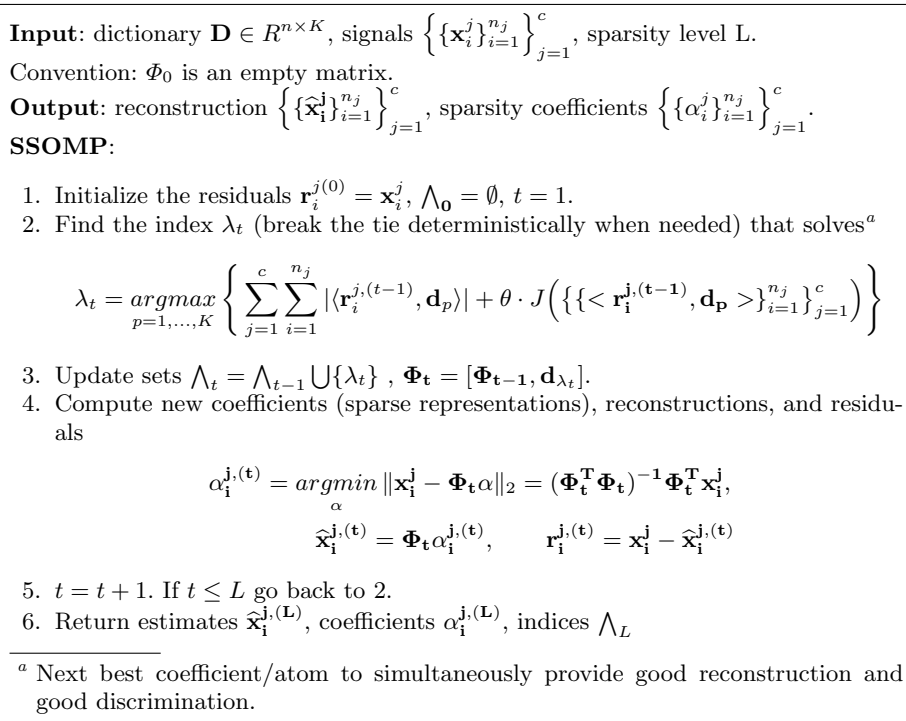 Input: dictionary D ∈ R^{n×K}, signals {{x_i^j}_{i=1}^{n_j}}_{j=1}^c, sparsity level L.
Convention: Φ_0 is an empty matrix.
Output: reconstruction {{x̂_i^j}_{i=1}^{n_j}}_{j=1}^c, sparsity coefficients {{α_i^j}_{i=1}^{n_j}}_{j=1}^c.
SSOMP:
1. Initialize the residuals r_i^{j(0)} = x_i^j, ⋀_0 = ∅, t = 1.
2. Find the index λ_t (break the tie deterministically when needed) that solves^a
λ_t = argmax_{p=1,...,K} { ∑_{j=1}^c ∑_{i=1}^{n_j} |⟨r_i^{j,(t−1)}, d_p⟩| + θ · J({{< r_i^{j,(t−1)}, d_p >}_{i=1}^{n_j}}_{j=1}^c) }
3. Update sets ⋀_t = ⋀_{t−1} ⋃{λ_t} , Φ_t = [Φ_{t−1}, d_{λ_t}].
4. Compute new coefficients (sparse representations), reconstructions, and residu-
als
α_i^{j,(t)} = argmin_α ‖x_i^j − Φ_t α‖_2 = (Φ_t^T Φ_t)^{−1} Φ_t^T x_i^j,
x̂_i^{j,(t)} = Φ_t α_i^{j,(t)}, r_i^{j,(t)} = x_i^j − x̂_i^{j,(t)}
5. t = t + 1. If t ≤ L go back to 2.
6. Return estimates x̂_i^{j,(L)}, coefficients α_i^{j,(L)}, indices ⋀_L
a Next best coefficient/atom to simultaneously provide good reconstruction and
good discrimination.